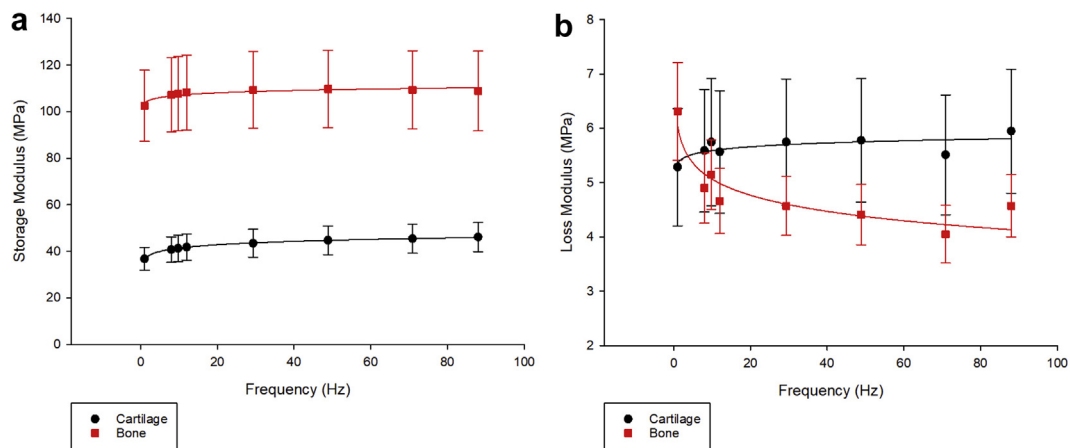 a
Storage Modulus (MPa)
140
120
100
80
60
40
20
0
0 20 40 60 80 100
Frequency (Hz)
Cartilage
Bone
b
Loss Modulus (MPa)
8
7
6
5
4
3
2
0 20 40 60 80 100
Frequency (Hz)
Cartilage
Bone